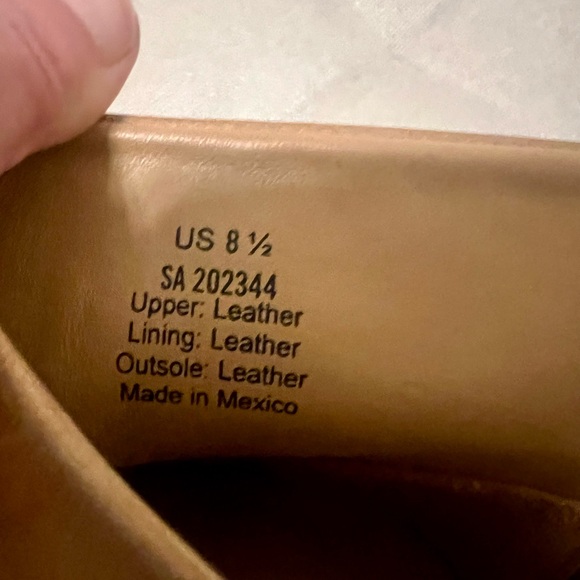 US 8 ½
SA 202344
Upper: Leather
Lining: Leather
Outsole: Leather
Made in Mexico